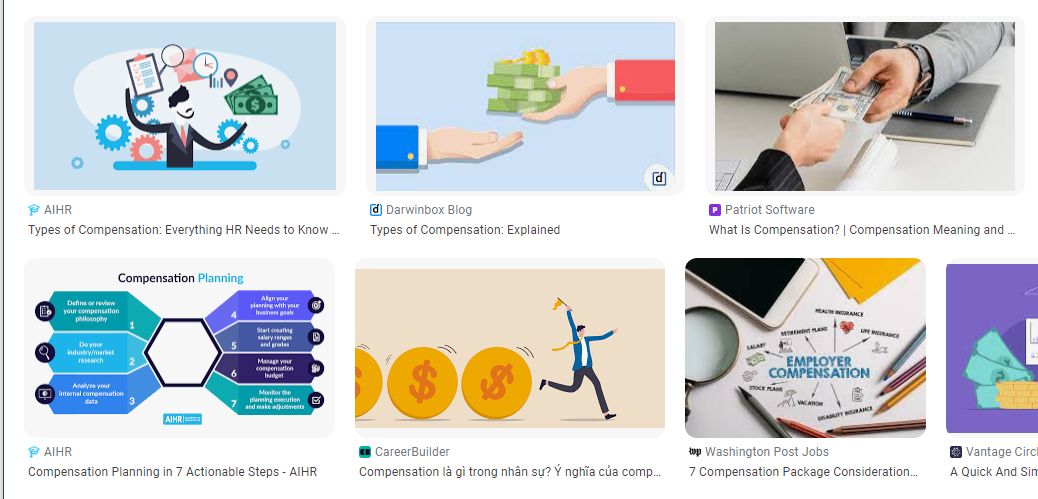 d
AIHR
Types of Compensation: Everything HR Needs to Know ...
d Darwinbox Blog
Types of Compensation: Explained
P Patriot Software
What Is Compensation? | Compensation Meaning and ...
Compensation Planning
Define or review
your compensation
philosophy
1
Do your
industry/market
research
2
Analyze your
internal compensation
data
3
Align your
planning with your
business goals
4
Start creating
salary ranges
and grades
5
Manage your
compensation
budget
6
Monitor the
planning execution
and make adjustments
7
AIHR
AIHR
Compensation Planning in 7 Actionable Steps - AIHR
$ $
CareerBuilder
Compensation là gì trong nhân sự? Ý nghĩa của comp...
HEALTH INSURANCE
RETIREMENT PLANS
LIFE INSURANCE
SALARY
EMPLOYER
COMPENSATION
STOCK PLANS
VACATION
DISABILITY INSURANCE
wp Washington Post Jobs
7 Compensation Package Consideration...
Vantage Circl
A Quick And Sim